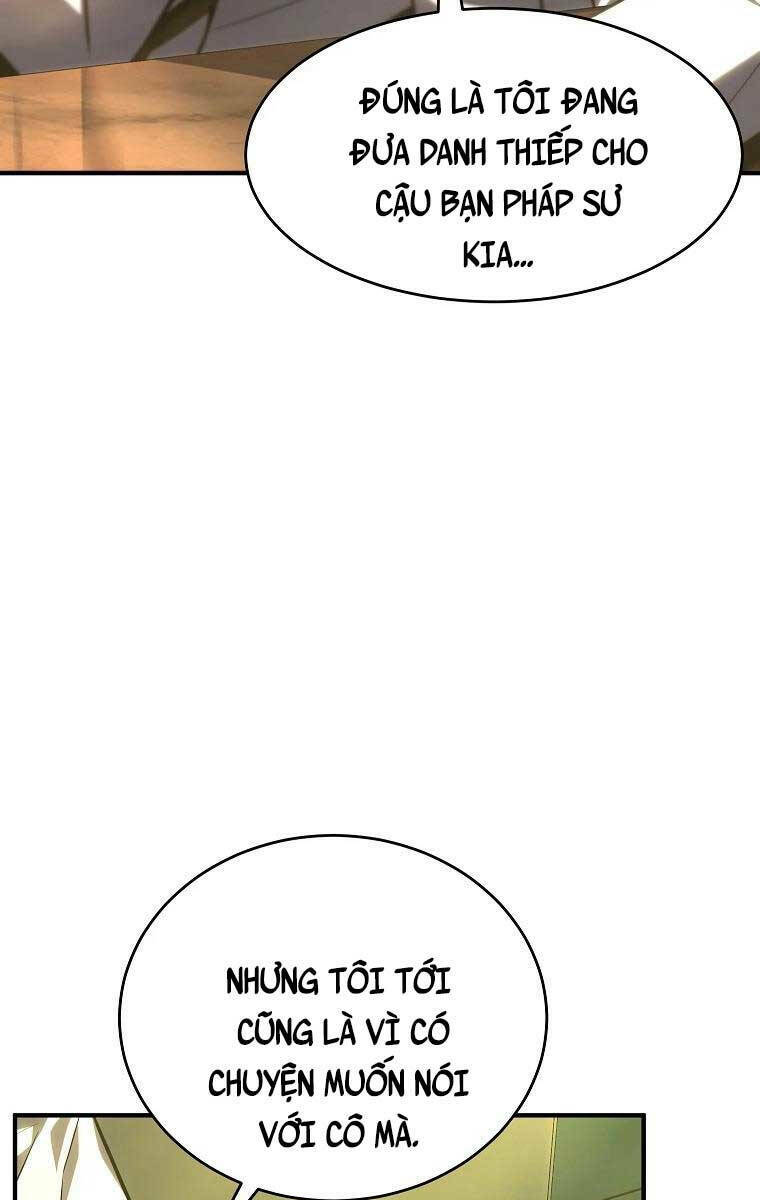 ĐÚNG LÀ TÔI ĐANG
ĐƯA DANH THIẾP CHO
CẬU BẠN PHÁP SƯ
KIA...
NHƯNG TÔI TỚI
CŨNG LÀ VÌ CÓ
CHUYỆN MUỐN NÓI
VỚI CÔ MÀ.